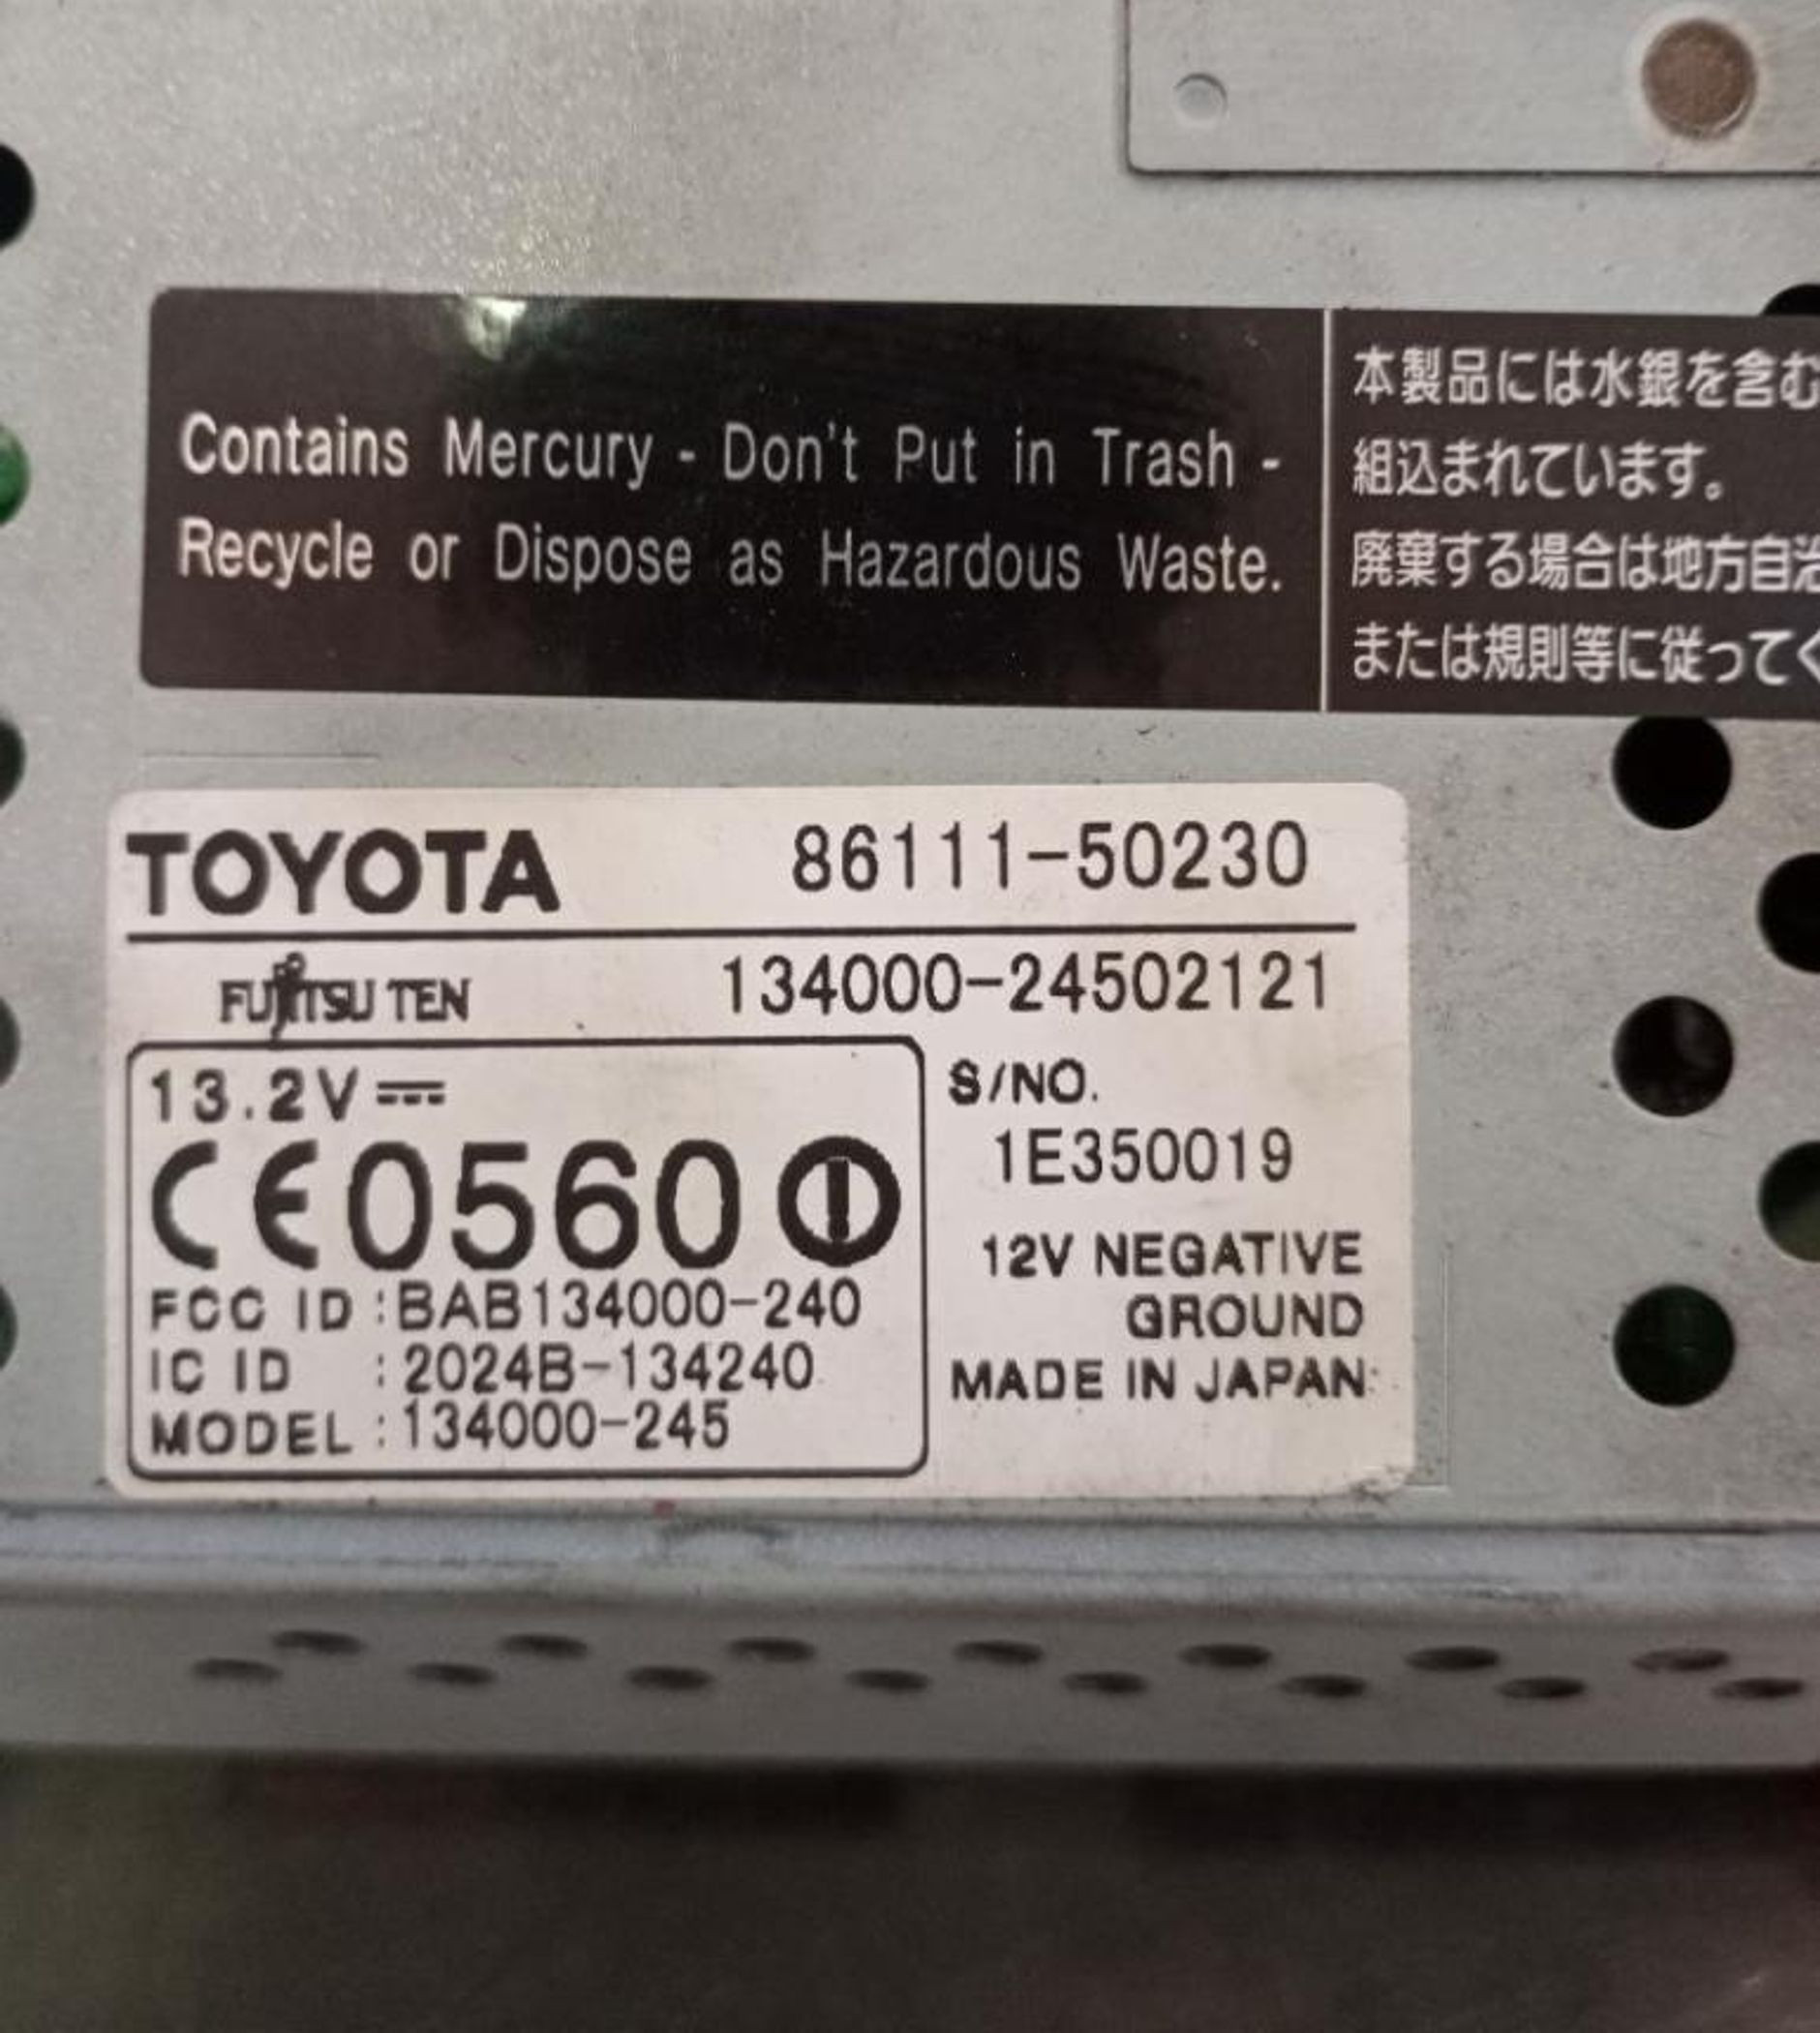 Contains Mercury - Don't Put in Trash -
Recycle or Dispose as Hazardous Waste.
本製品には水銀を含む
組込まれています。
廃棄する場合は地方自治
または規則等に従ってく
TOYOTA 86111-50230
FUJITSU TEN 134000-24502121
13.2V
CE0560
FCC ID :BAB134000-240
IC ID :2024B-134240
MODEL :134000-245
S/NO.
1E350019
12V NEGATIVE
GROUND
MADE IN JAPAN